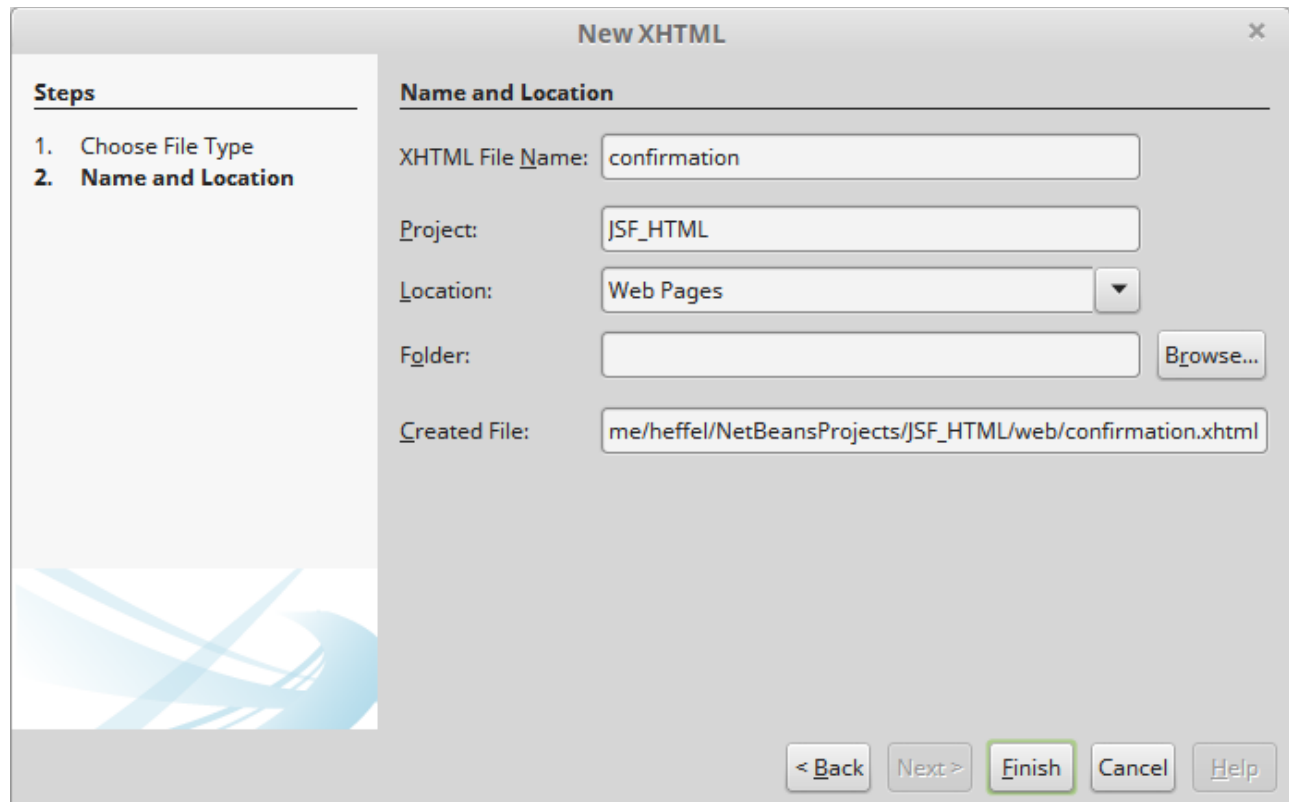 New XHTML
Steps
1. Choose File Type
2. Name and Location
Name and Location
XHTML File Name: confirmation
Project: JSF_HTML
Location: Web Pages
Folder: Browse...
Created File: me/heffel/NetBeansProjects/JSF_HTML/web/confirmation.xhtml
< Back Next > Finish Cancel Help